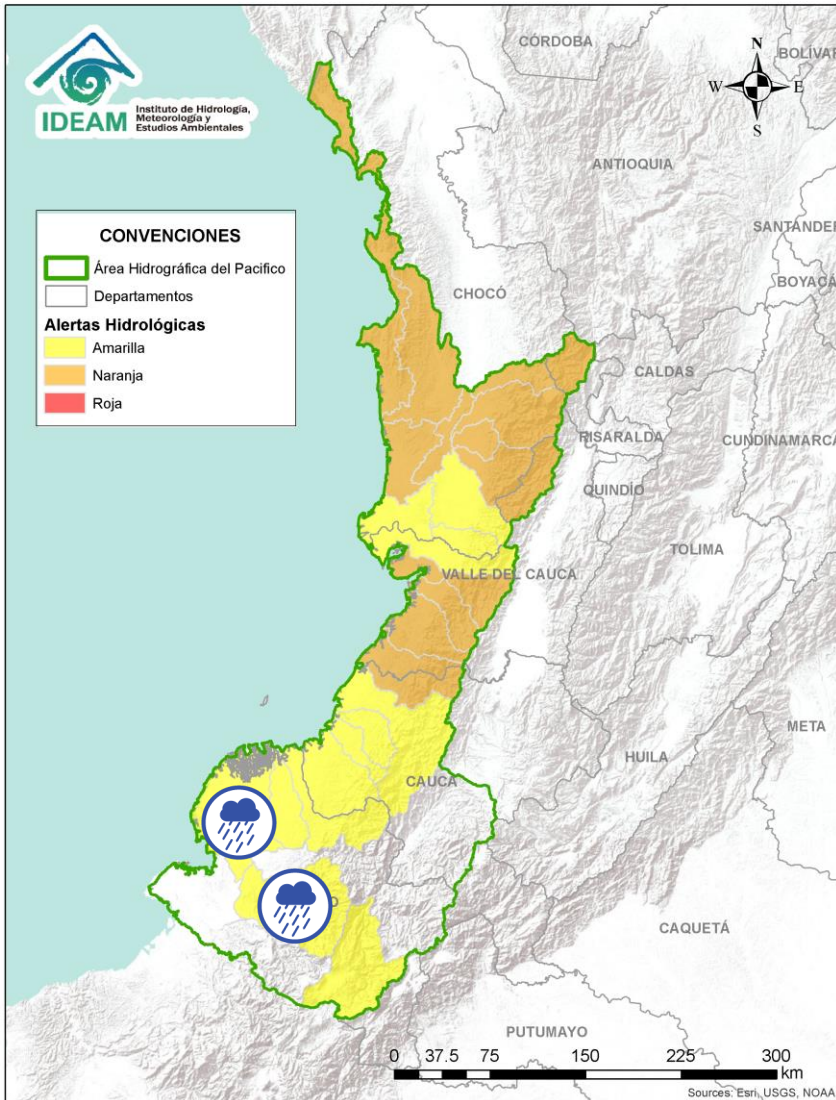 IDEAM
Instituto de Hidrología,
Meteorología y
Estudios Ambientales
N
W
E
S
CÓRDOBA
BOLÍVAR
ANTIOQUIA
SANTANDER
BOYACÁ
CONVENCIONES
Área Hidrográfica del Pacifico
Departamentos
Alertas Hidrológicas
Amarilla
Naranja
Roja
CHOCÓ
CALDAS
RISARALDA
CUNDINAMARCA
QUINDÍO
TOLIMA
VALLE DEL CAUCA
META
HUILA
CAUCA
CAQUETÁ
PUTUMAYO
0 37.5 75 150 225 300
km
Sources: Esri, USGS, NOAA